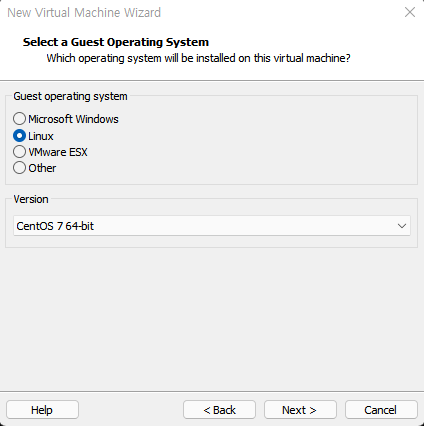 New Virtual Machine Wizard
Select a Guest Operating System
Which operating system will be installed on this virtual machine?
Guest operating system
Microsoft Windows
Linux
VMware ESX
Other
Version
CentOS 7 64-bit
Help
< Back
Next >
Cancel